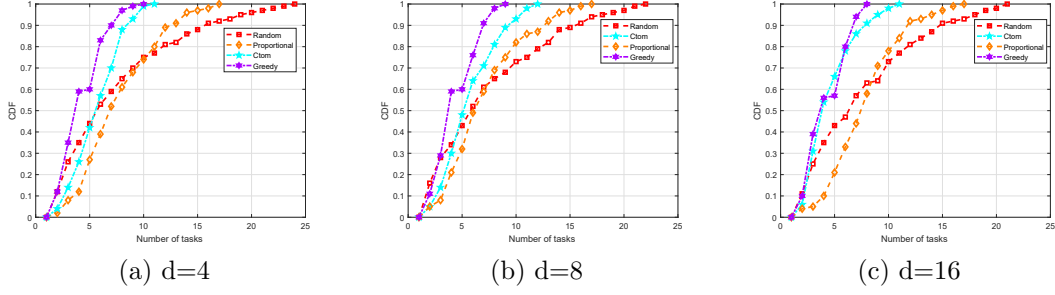 1
0.9
0.8
0.7
0.6
0.5
0.4
0.3
0.2
0.1
0
CDF
0 5 10 15 20 25
Number of tasks
Random
Proportional
Ctom
Greedy
(a) d=4
1
0.9
0.8
0.7
0.6
0.5
0.4
0.3
0.2
0.1
0
CDF
0 5 10 15 20 25
Number of tasks
Random
Ctom
Proportional
Greedy
(b) d=8
1
0.9
0.8
0.7
0.6
0.5
0.4
0.3
0.2
0.1
0
CDF
0 5 10 15 20 25
Number of tasks
Random
Ctom
Proportional
Greedy
(c) d=16